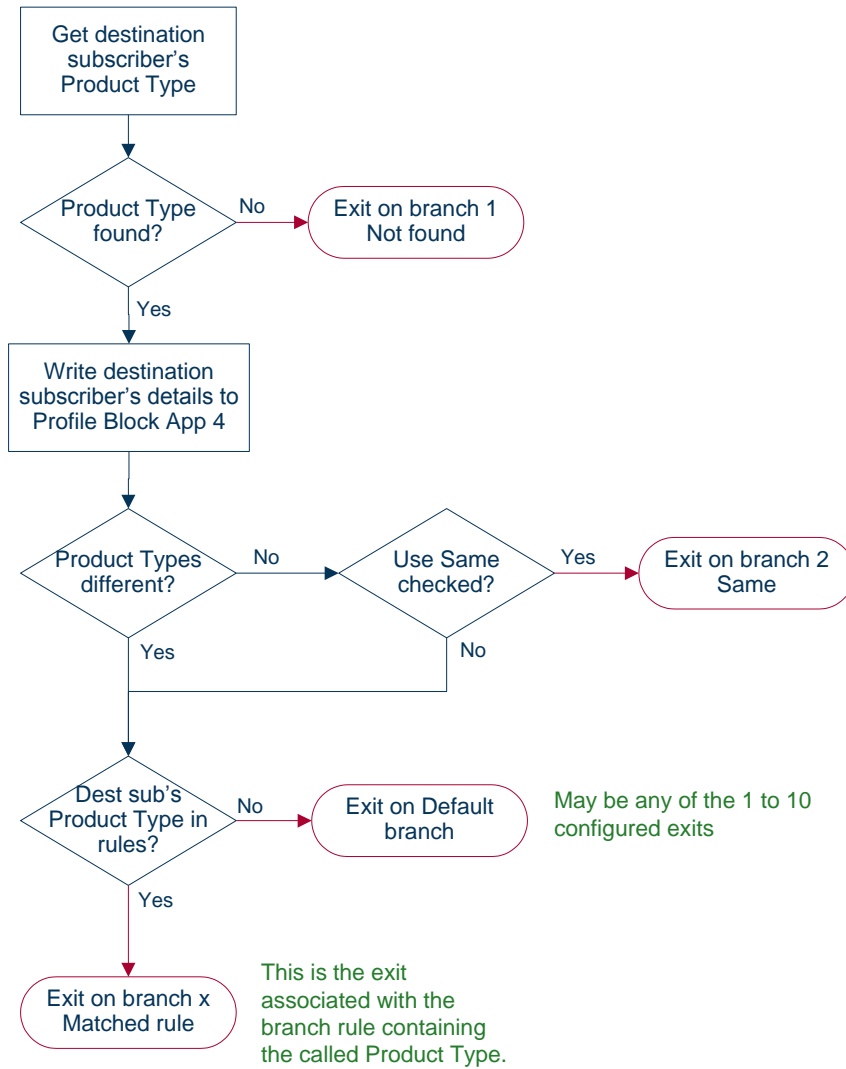 Get destination
subscriber's
Product Type
Product Type
found?
No
Exit on branch 1
Not found
Yes
Write destination
subscriber's details to
Profile Block App 4
Product Types
different?
No
Use Same
checked?
Yes
Exit on branch 2
Same
Yes
No
Dest sub's
Product Type in
rules?
No
Exit on Default
branch
May be any of the 1 to 10
configured exits
Yes
Exit on branch x
Matched rule
This is the exit
associated with the
branch rule containing
the called Product Type.